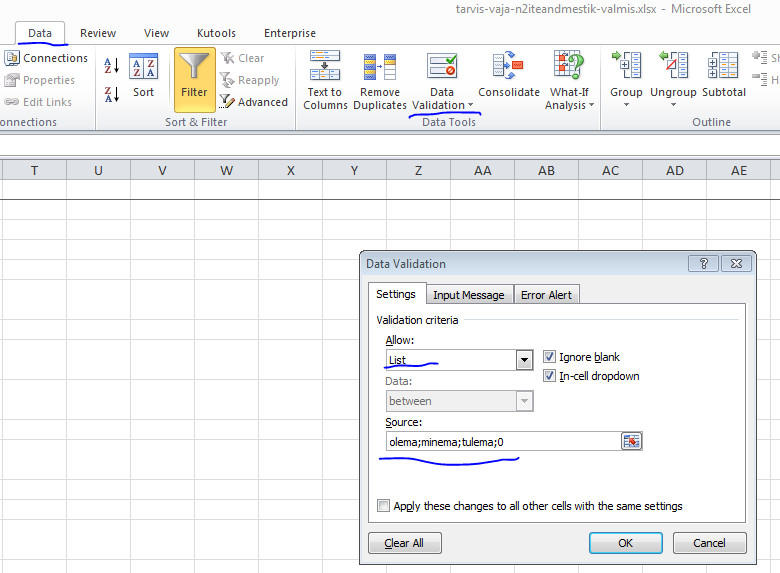 tarvis-vaja-n2iteandmestik-valmis.xlsx - Microsoft Excel
Data Review View Kutools Enterprise
Connections
Properties
Edit Links
onnections
Sort
Filter
Clear
Reapply
Advanced
Sort & Filter
Text to
Columns
Remove
Duplicates
Data
Validation
Consolidate
What-If
Analysis
Data Tools
Group
Ungroup
Subtotal
Outline
T U V W X Y Z AA AB AC AD AE
Data Validation
Settings Input Message Error Alert
Validation criteria
Allow:
List
Ignore blank
In-cell dropdown
Data:
between
Source:
olema;minema;tulema;0
Apply these changes to all other cells with the same settings
Clear All OK Cancel